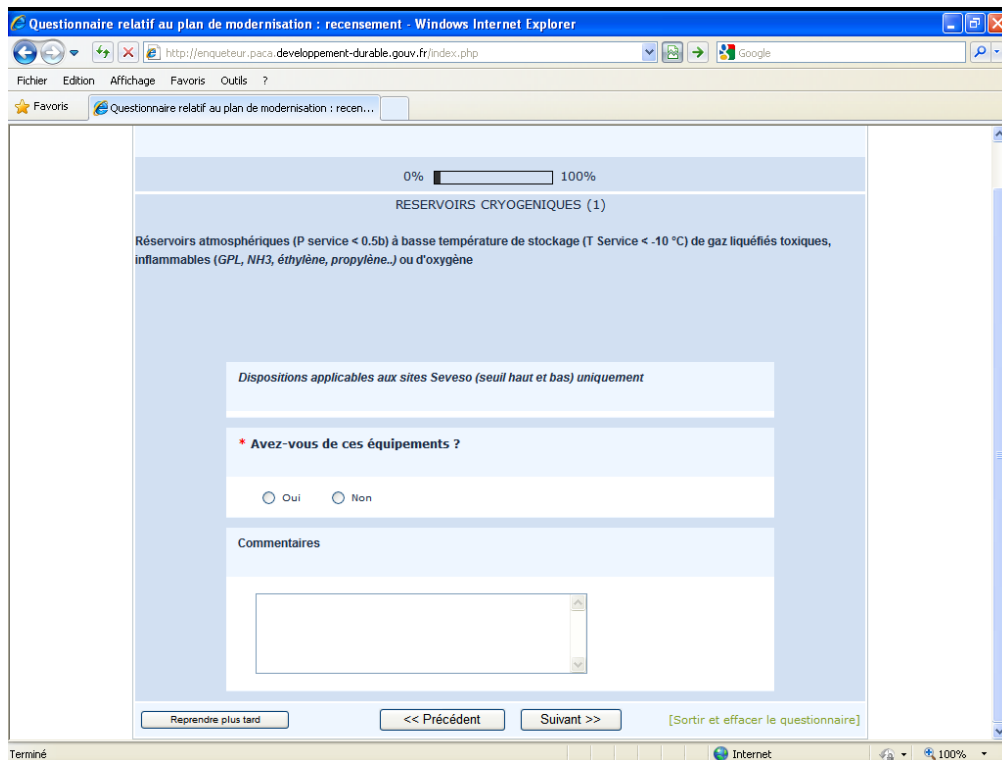 Questionnaire relatif au plan de modernisation : recensement - Windows Internet Explorer
http://enqueteur.paca.developpement-durable.gouv.fr/index.php
Google
Fichier Edition Affichage Favoris Outils ?
Favoris
Questionnaire relatif au plan de modernisation : recen...
0% 100%
RESERVOIRS CRYOGENIQUES (1)
Réservoirs atmosphériques (P service < 0.5b) à basse température de stockage (T Service < -10 °C) de gaz liquéfiés toxiques,
inflammables (GPL, NH3, éthylène, propylène..) ou d'oxygène
Dispositions applicables aux sites Seveso (seuil haut et bas) uniquement
* Avez-vous de ces équipements ?
Oui Non
Commentaires
Reprendre plus tard << Précédent Suivant >> [Sortir et effacer le questionnaire]
Terminé Internet 100%